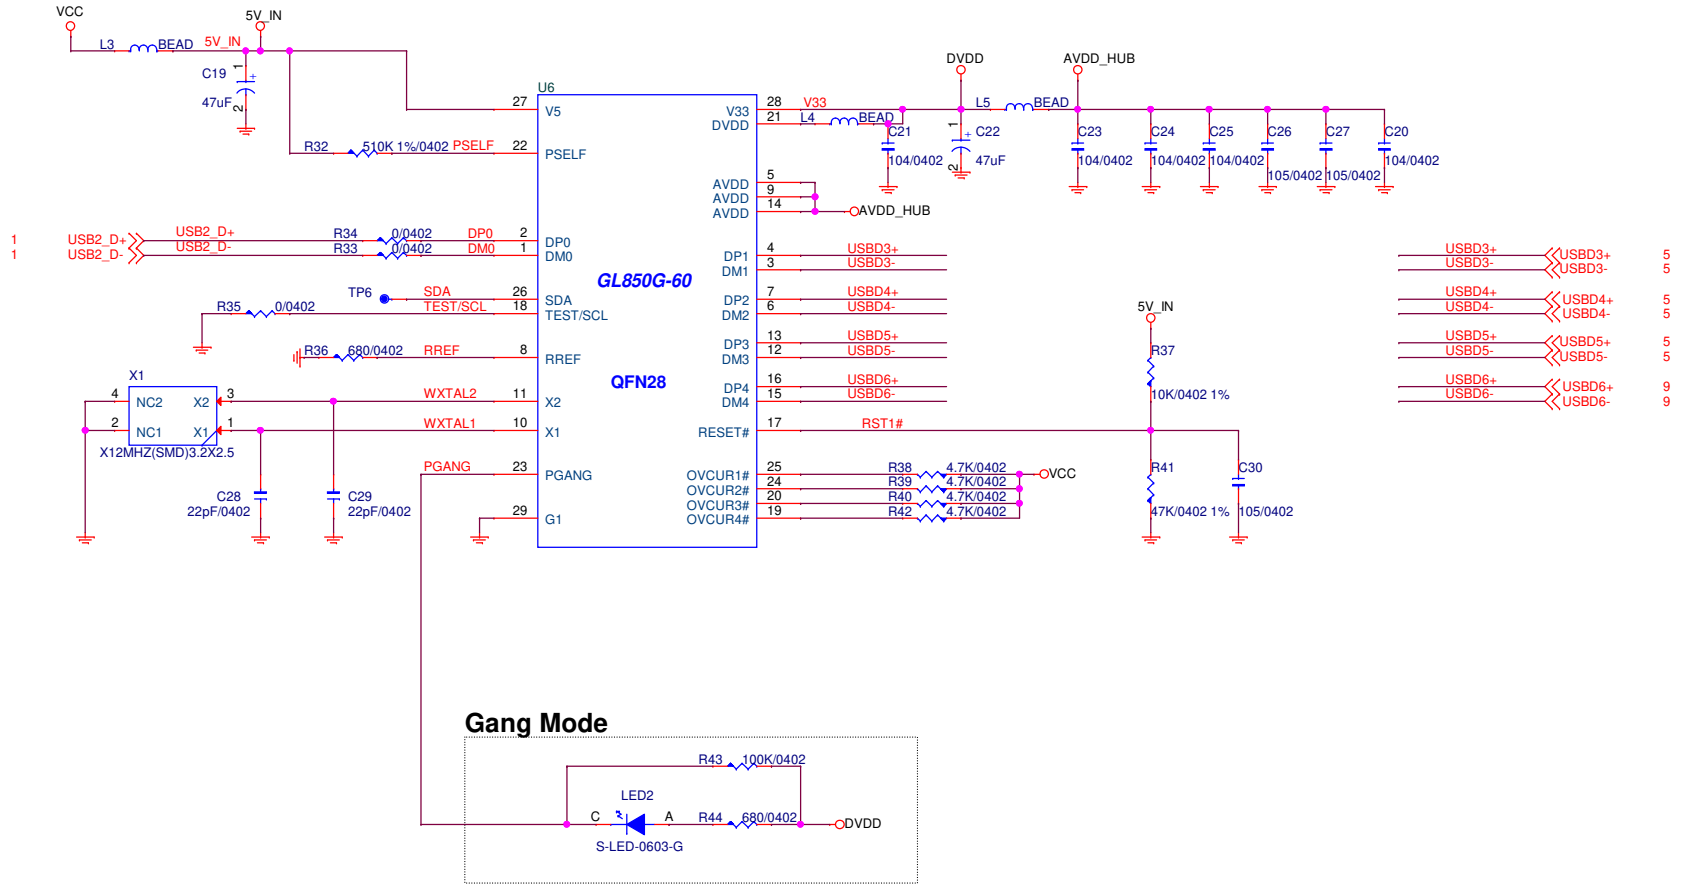 VCC
5V_IN
L3 BEAD 5V_IN
C19
1
+
47uF
2
U6
27 V5
R32 510K 1%/0402 PSELF 22 PSELF
1 USB2_D+ USB2_D+ R34 0/0402 DP0 2 DP0
1 USB2_D- USB2_D- R33 0/0402 DM0 1 DM0
TP6 SDA 26 SDA
R35 0/0402 TEST/SCL 18 TEST/SCL
R36 680/0402 RREF 8 RREF
X1
4 NC2 X2 3 WXTAL2 11 X2
2 NC1 X1 1 WXTAL1 10 X1
X12MHZ(SMD)3.2X2.5
PGANG 23 PGANG
C28
22pF/0402
C29
22pF/0402
29 G1
GL850G-60
QFN28
DVDD
AVDD_HUB
V33 28 V33
DVDD 21 L4 BEAD
L5 BEAD
C21
104/0402
1
+
C22
47uF
2
C23
104/0402
C24
104/0402
C25
104/0402
C26
105/0402
C27
105/0402
C20
104/0402
AVDD 5
AVDD 9
AVDD 14
AVDD_HUB
DP1 4 USBD3+
DM1 3 USBD3-
DP2 7 USBD4+
DM2 6 USBD4-
DP3 13 USBD5+
DM3 12 USBD5-
DP4 16 USBD6+
DM4 15 USBD6-
RESET# 17 RST1#
OVCUR1# 25 R38 4.7K/0402 VCC
OVCUR2# 24 R39 4.7K/0402
OVCUR3# 20 R40 4.7K/0402
OVCUR4# 19 R42 4.7K/0402
5V_IN
R37
10K/0402 1%
R41
47K/0402 1%
C30
105/0402
USBD3+ USBD3+ 5
USBD3- USBD3- 5
USBD4+ USBD4+ 5
USBD4- USBD4- 5
USBD5+ USBD5+ 5
USBD5- USBD5- 5
USBD6+ USBD6+ 9
USBD6- USBD6- 9
Gang Mode
R43 100K/0402
LED2
C A R44 680/0402 DVDD
S-LED-0603-G